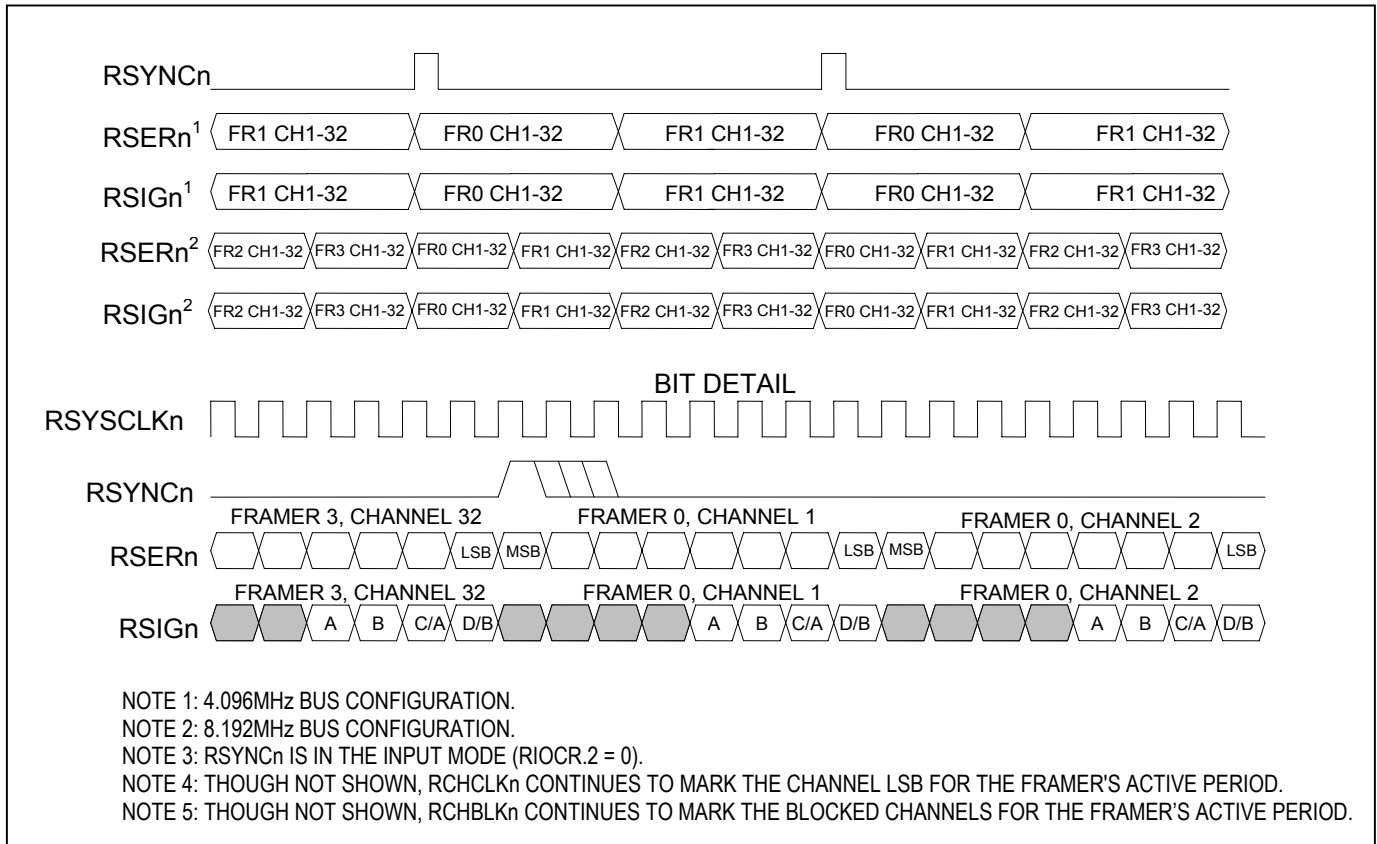 RSYNCn
RSERn¹ FR1 CH1-32 FR0 CH1-32 FR1 CH1-32 FR0 CH1-32 FR1 CH1-32
RSIGn¹ FR1 CH1-32 FR0 CH1-32 FR1 CH1-32 FR0 CH1-32 FR1 CH1-32
RSERn² FR2 CH1-32 FR3 CH1-32 FR0 CH1-32 FR1 CH1-32 FR2 CH1-32 FR3 CH1-32 FR0 CH1-32 FR1 CH1-32 FR2 CH1-32 FR3 CH1-32
RSIGn² FR2 CH1-32 FR3 CH1-32 FR0 CH1-32 FR1 CH1-32 FR2 CH1-32 FR3 CH1-32 FR0 CH1-32 FR1 CH1-32 FR2 CH1-32 FR3 CH1-32
BIT DETAIL
RSYSCLKn
RSYNCn
FRAMER 3, CHANNEL 32 FRAMER 0, CHANNEL 1 FRAMER 0, CHANNEL 2
RSERn LSB MSB LSB MSB LSB
FRAMER 3, CHANNEL 32 FRAMER 0, CHANNEL 1 FRAMER 0, CHANNEL 2
RSIGn A B C/A D/B A B C/A D/B A B C/A D/B
NOTE 1: 4.096MHz BUS CONFIGURATION.
NOTE 2: 8.192MHz BUS CONFIGURATION.
NOTE 3: RSYNCn IS IN THE INPUT MODE (RIOCR.2 = 0).
NOTE 4: THOUGH NOT SHOWN, RCHCLKn CONTINUES TO MARK THE CHANNEL LSB FOR THE FRAMER'S ACTIVE PERIOD.
NOTE 5: THOUGH NOT SHOWN, RCHBLKn CONTINUES TO MARK THE BLOCKED CHANNELS FOR THE FRAMER'S ACTIVE PERIOD.